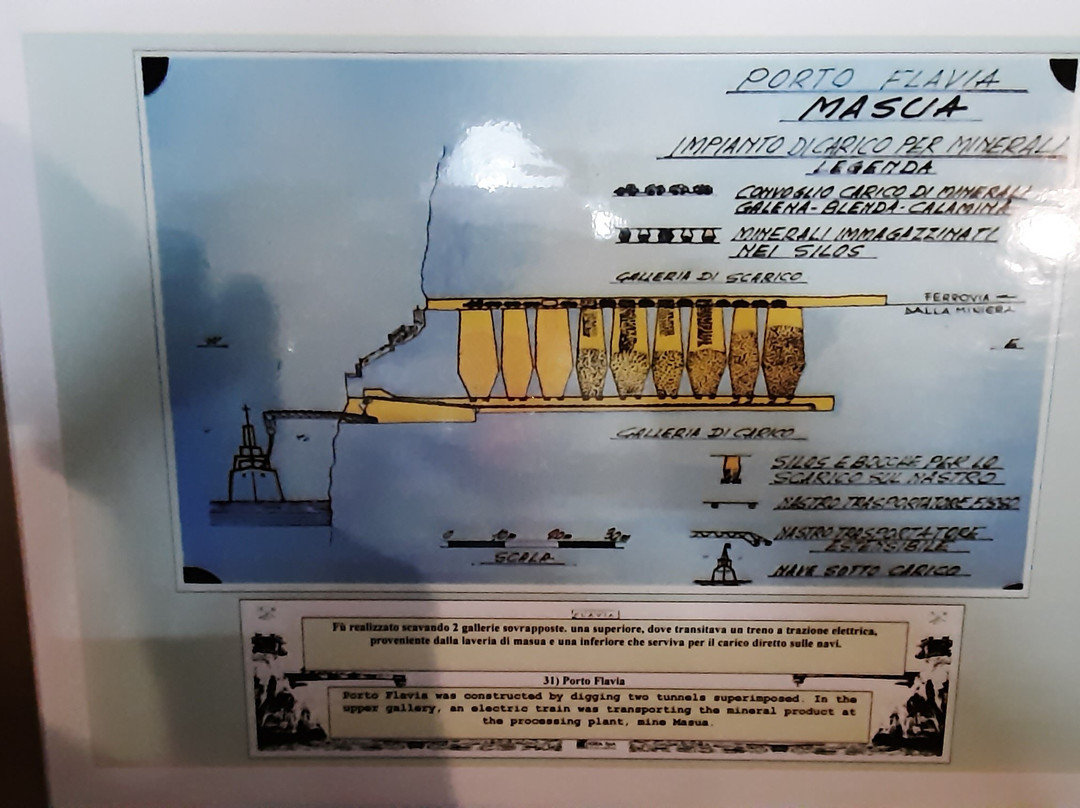 PORTO FLAVIA
MASUA
IMPIANTO DI CARICO PER MINERALI
LEGENDA
CONVOGLIO CARICO DI MINERALI
GALENA-BLENDA-CALAMINA
MINERALI IMMAGAZZINATI
NEI SILOS
GALLERIA DI SCARICO
FERROVIA
DALLA MINIERA
W
E
GALLERIA DI CARICO
SILOS E BOCCHE PER LO
SCARICO SUL NASTRO
NASTRO TRASPORTATORE FISSO
NASTRO TRASPORTATORE
ESTENSIBILE
NAVE SOTTO CARICO
0 10m 20m 30m
SCALA
FLAVIA
Fù realizzato scavando 2 gallerie sovrapposte. una superiore, dove transitava un treno a trazione elettrica,
proveniente dalla laveria di masua e una inferiore che serviva per il carico diretto sulle navi.
31) Porto Flavia
Porto Flavia was constructed by digging two tunnels superimposed. In the
upper gallery, an electric train was transporting the mineral product at
the processing plant, mine Masua.